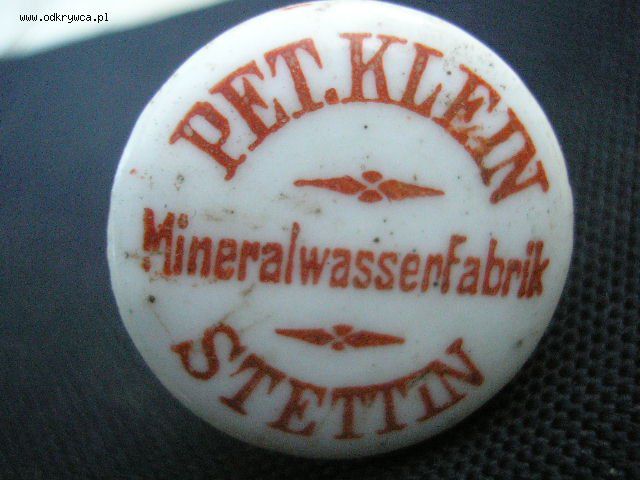 www.odkrywca.pl
PET. KLEIN
Mineralwasserfabrik
STETTiN